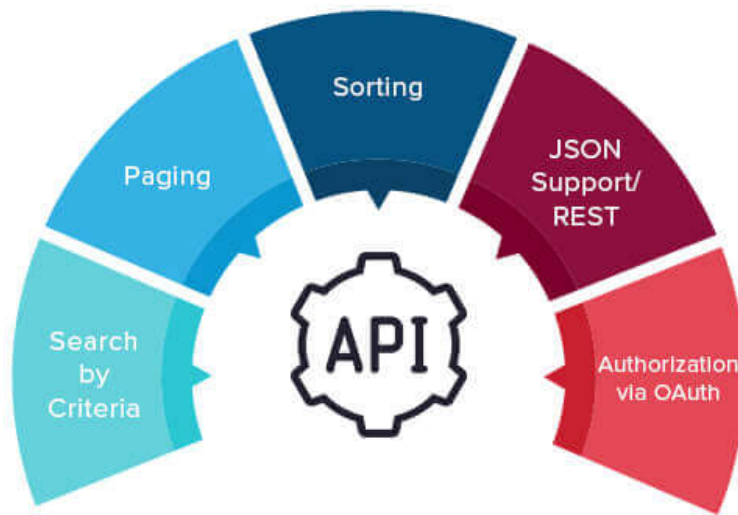 Sorting
Paging
JSON
Support/
REST
Search
by
Criteria
API
Authorization
via OAuth